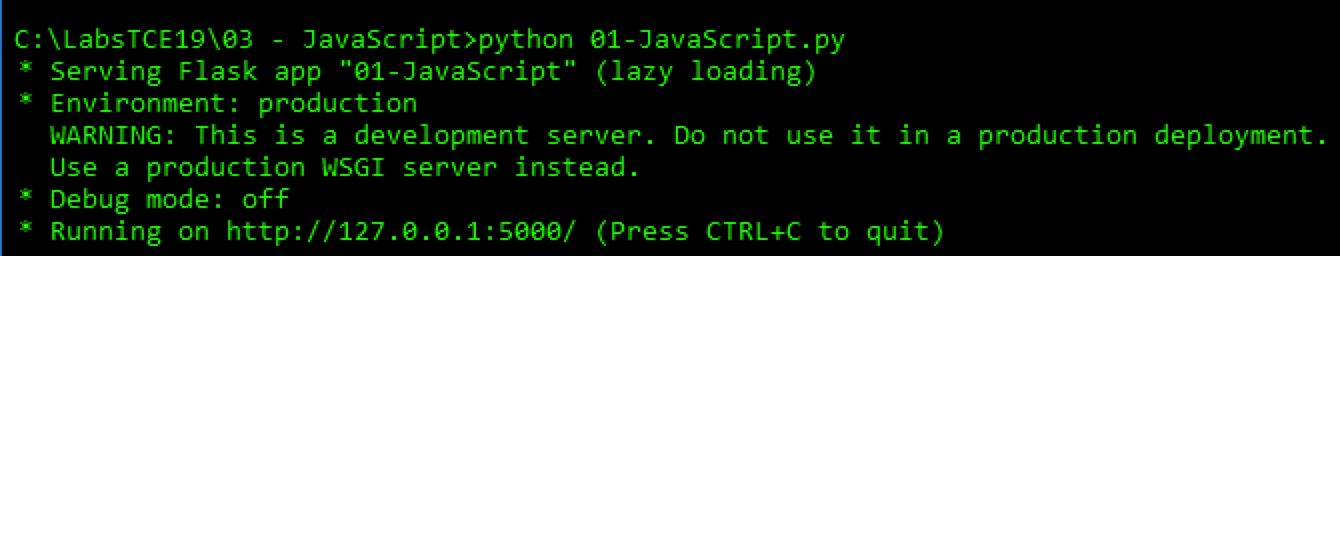 C:\LabsTCE19\03 - JavaScript>python 01-JavaScript.py
* Serving Flask app "01-JavaScript" (lazy loading)
* Environment: production
WARNING: This is a development server. Do not use it in a production deployment.
Use a production WSGI server instead.
* Debug mode: off
* Running on http://127.0.0.1:5000/ (Press CTRL+C to quit)